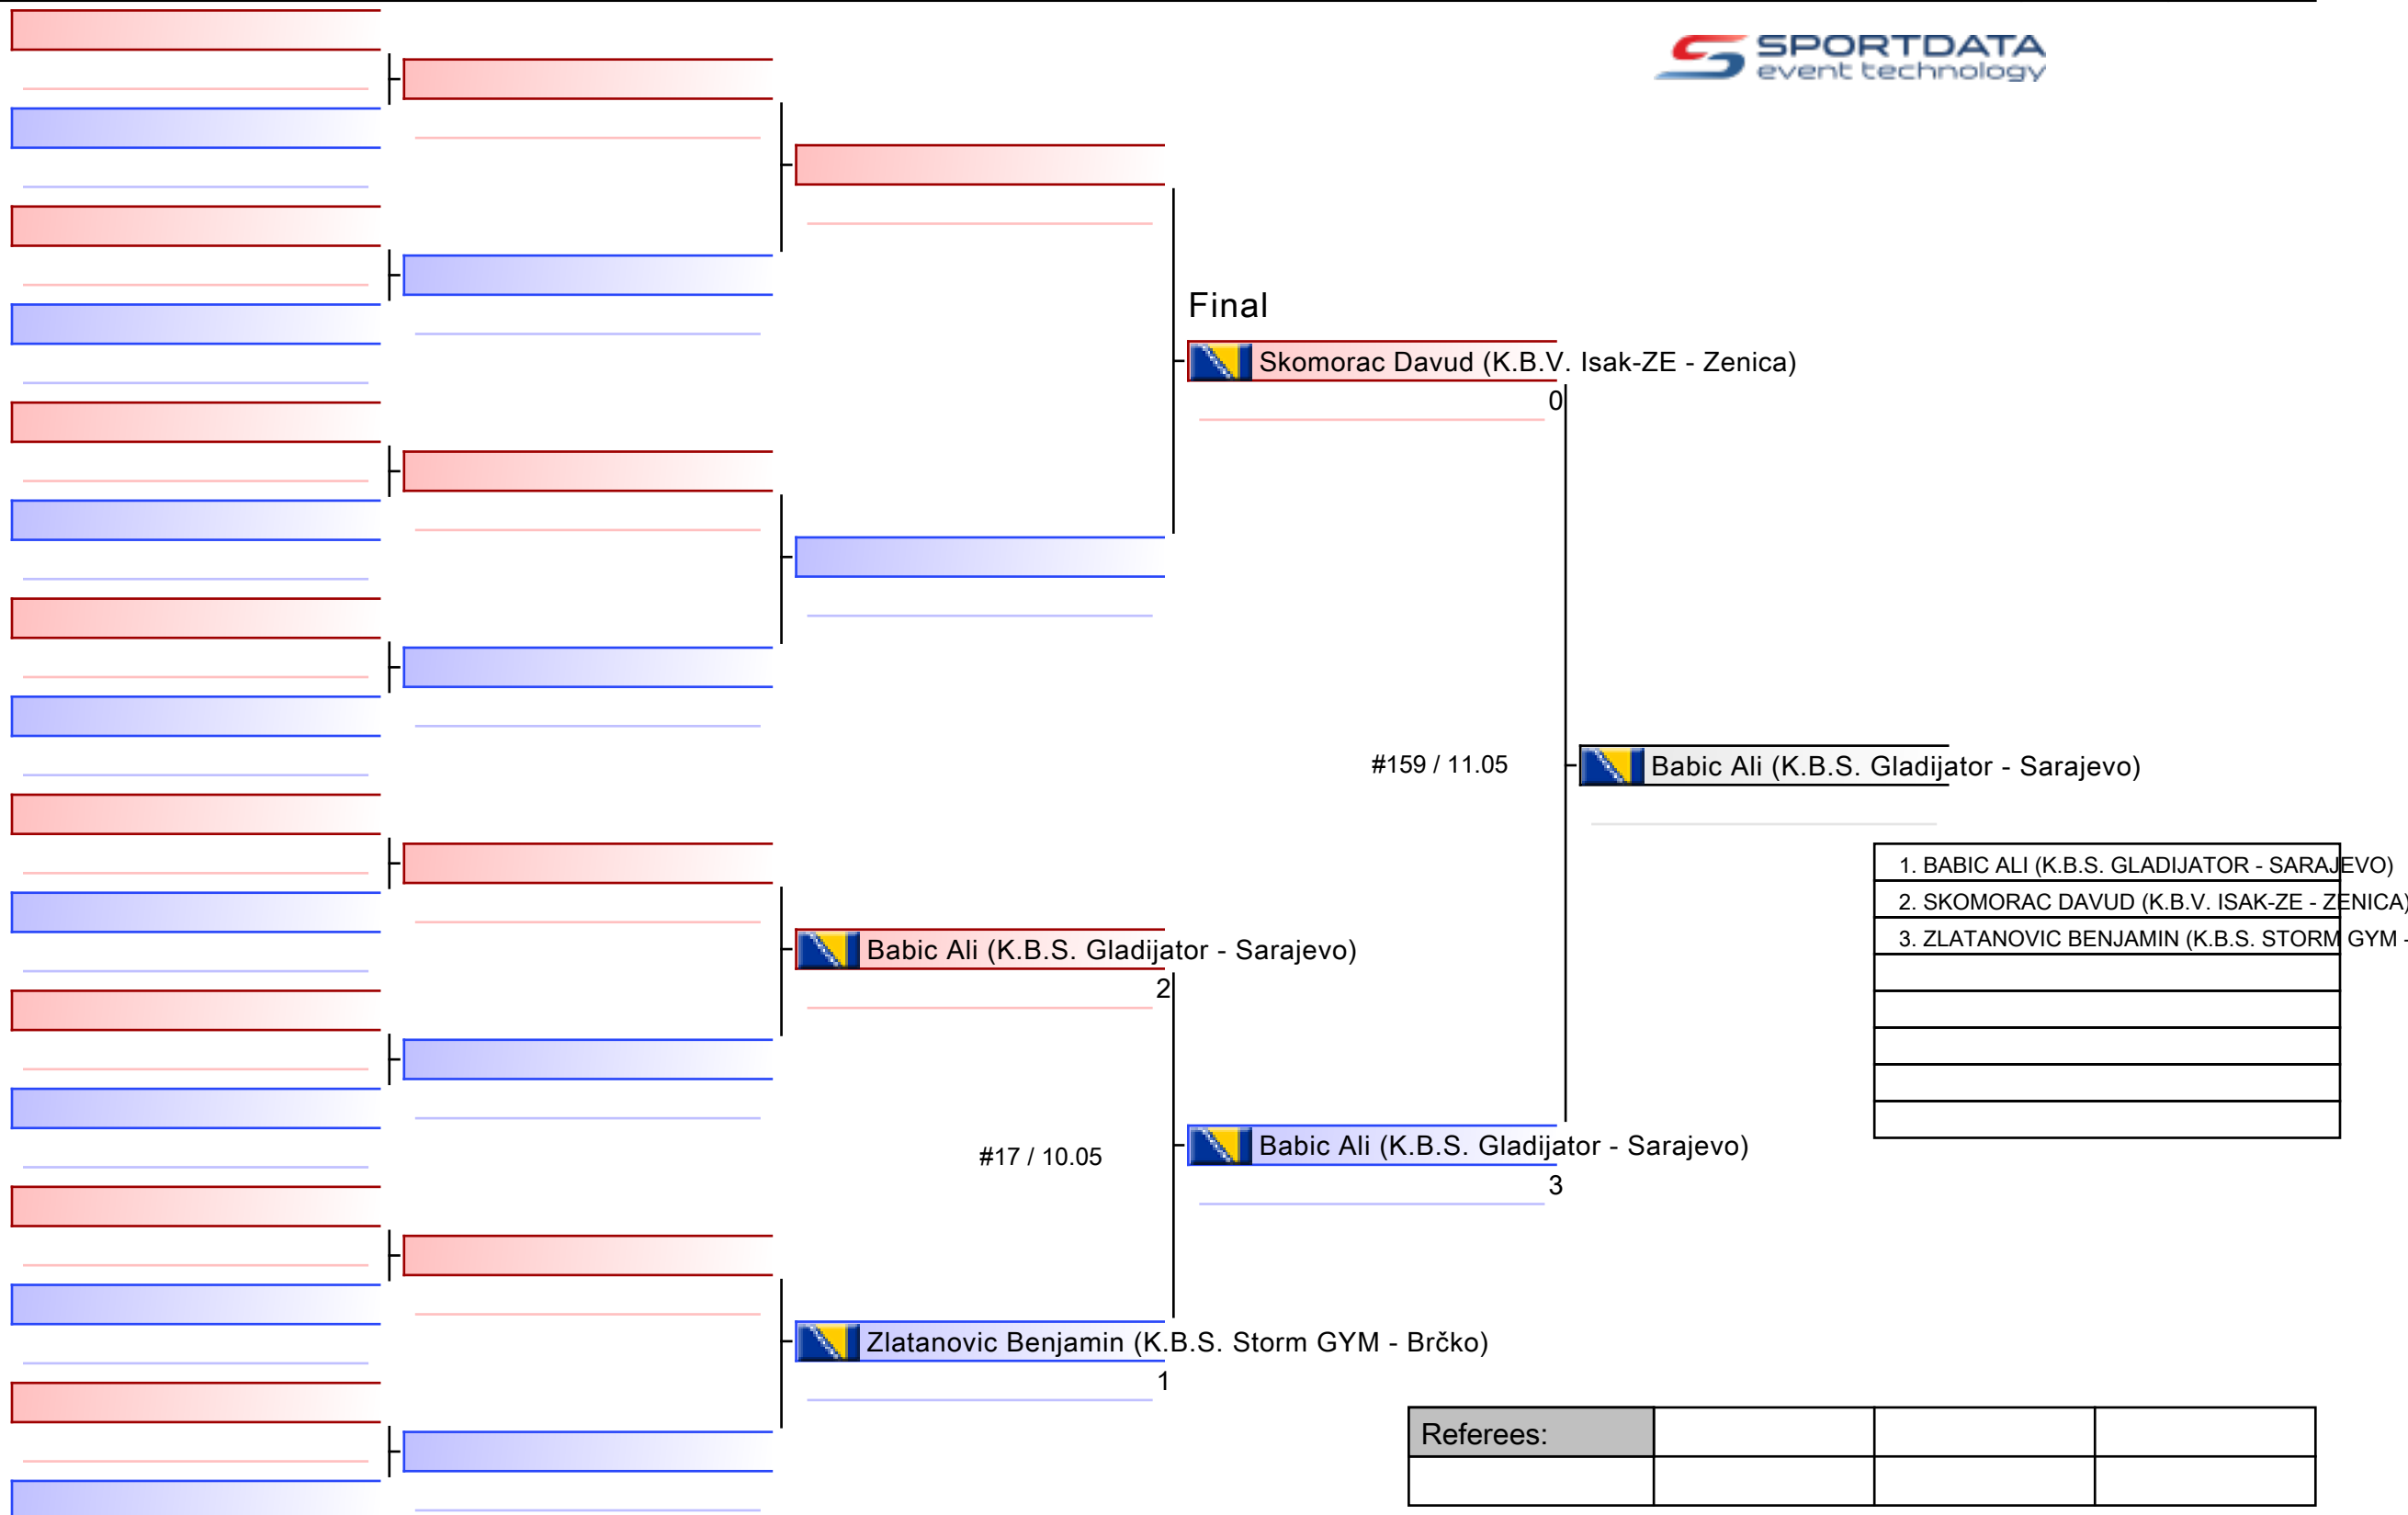 SPORTDATA
event technology
Final
Skomorac Davud (K.B.V. Isak-ZE - Zenica)
0
#159 / 11.05
Babic Ali (K.B.S. Gladijator - Sarajevo)
1. BABIC ALI (K.B.S. GLADIJATOR - SARAJEVO)
2. SKOMORAC DAVUD (K.B.V. ISAK-ZE - ZENICA)
3. ZLATANOVIC BENJAMIN (K.B.S. STORM GYM -
Babic Ali (K.B.S. Gladijator - Sarajevo)
2
#17 / 10.05
Babic Ali (K.B.S. Gladijator - Sarajevo)
3
Zlatanovic Benjamin (K.B.S. Storm GYM - Brčko)
1
Referees: